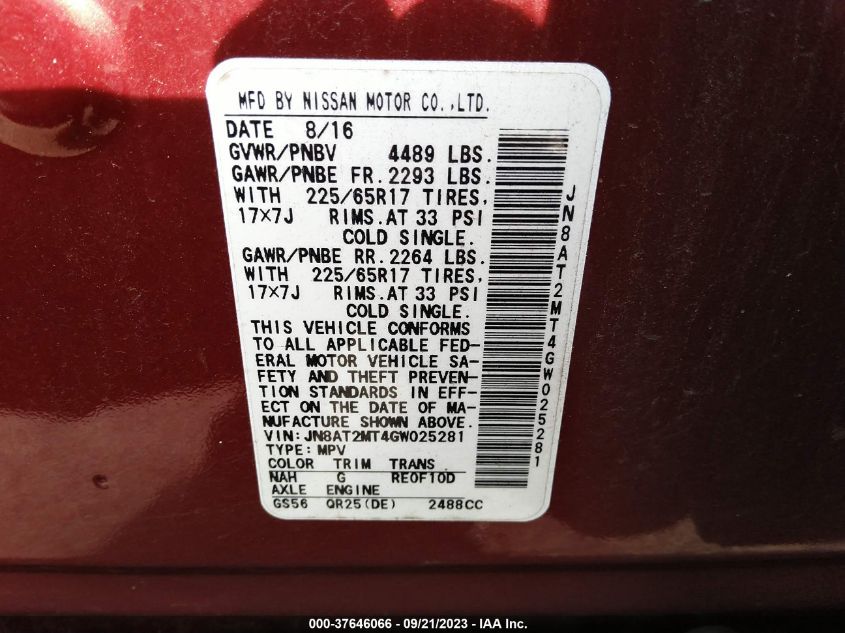 MFD BY NISSAN MOTOR CO.,LTD.
DATE 8/16
GVWR/PNBV 4489 LBS.
GAWR/PNBE FR. 2293 LBS.
WITH 225/65R17 TIRES,
17×7J RIMS.AT 33 PSI
COLD SINGLE.
GAWR/PNBE RR. 2264 LBS.
WITH 225/65R17 TIRES,
17×7J RIMS.AT 33 PSI
COLD SINGLE.
THIS VEHICLE CONFORMS
TO ALL APPLICABLE FED-
ERAL MOTOR VEHICLE SA-
FETY AND THEFT PREVEN-
TION STANDARDS IN EFF-
ECT ON THE DATE OF MA-
NUFACTURE SHOWN ABOVE.
VIN: JN8AT2MT4GW025281
TYPE: MPV
COLOR TRIM TRANS
NAH G RE0F10D
AXLE ENGINE
GS56 QR25(DE) 2488CC
JN8AT2MT4GW025281
000-37646066 - 09/21/2023 - IAA Inc.